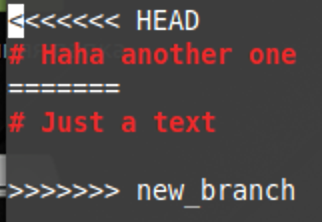 <<<<<<< HEAD
# Haha another one
=======
# Just a text
>>>>>>> new_branch